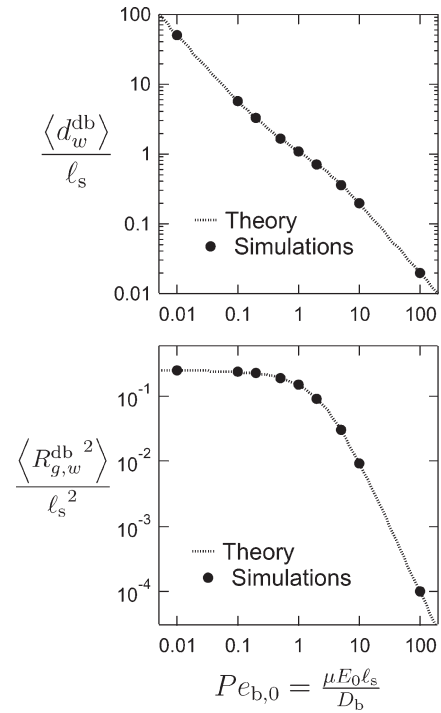 100
10
1
0.1
0.01
⟨d_w^db⟩ / ℓ_s
Theory
Simulations
0.01 0.1 1 10 100
10^-1
10^-2
10^-3
10^-4
⟨R_{g,w}^{db 2}⟩ / ℓ_s^2
Theory
Simulations
0.01 0.1 1 10 100
Pe_{b,0} = μE_0ℓ_s / D_b